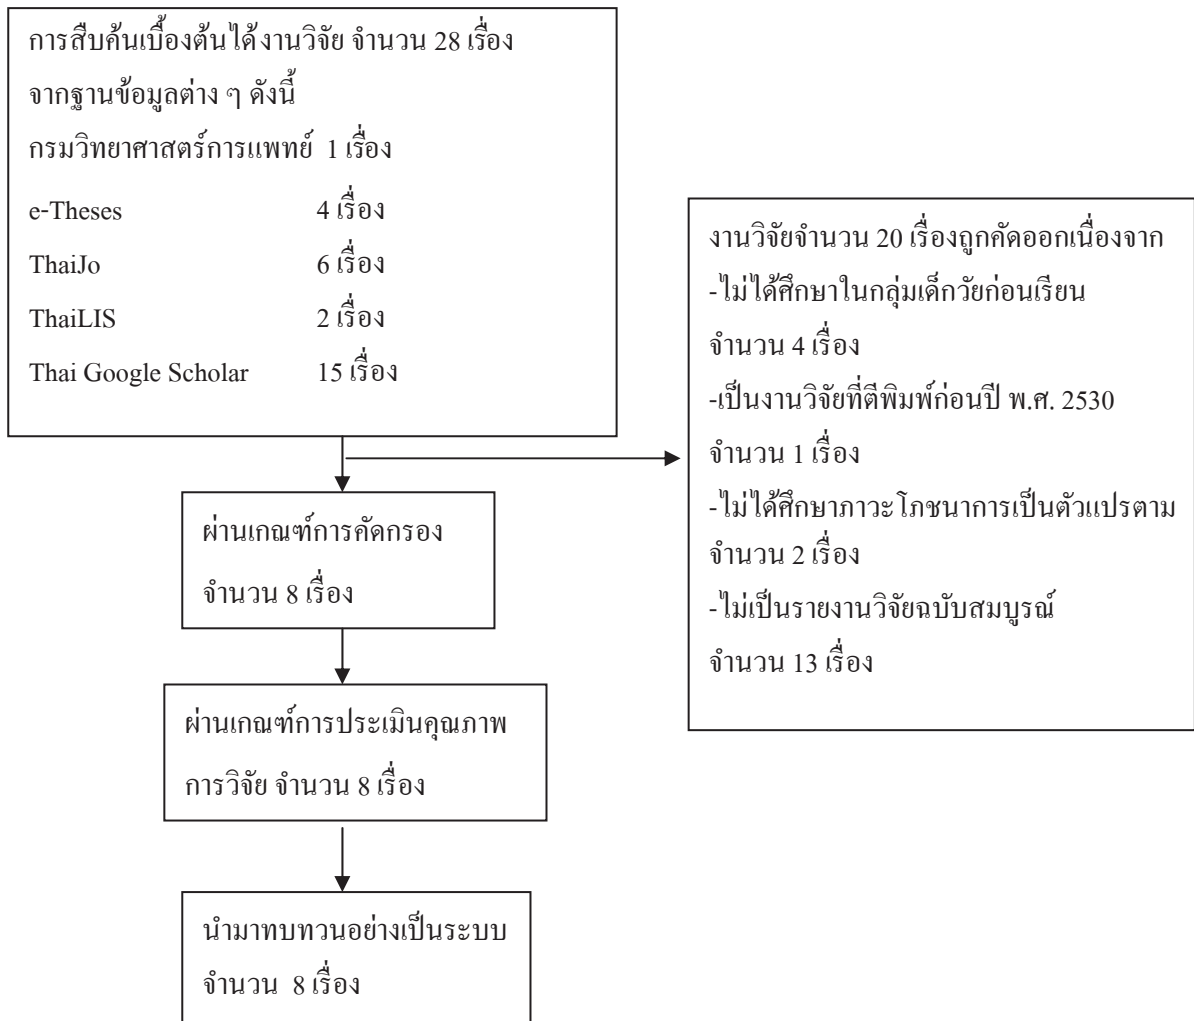 การสืบค้นเบื้องต้นได้งานวิจัย จำนวน 28 เรื่อง
จากฐานข้อมูลต่าง ๆ ดังนี้
กรมวิทยาศาสตร์การแพทย์ 1 เรื่อง
e-Theses 4 เรื่อง
ThaiJo 6 เรื่อง
ThaiLIS 2 เรื่อง
Thai Google Scholar 15 เรื่อง
งานวิจัยจำนวน 20 เรื่องถูกคัดออกเนื่องจาก
-ไม่ได้ศึกษาในกลุ่มเด็กวัยก่อนเรียน
จำนวน 4 เรื่อง
-เป็นงานวิจัยที่ตีพิมพ์ก่อนปี พ.ศ. 2530
จำนวน 1 เรื่อง
-ไม่ได้ศึกษาภาวะโภชนาการเป็นตัวแปรตาม
จำนวน 2 เรื่อง
-ไม่เป็นรายงานวิจัยฉบับสมบูรณ์
จำนวน 13 เรื่อง
ผ่านเกณฑ์การคัดกรอง
จำนวน 8 เรื่อง
ผ่านเกณฑ์การประเมินคุณภาพ
การวิจัย จำนวน 8 เรื่อง
นำมาทบทวนอย่างเป็นระบบ
จำนวน 8 เรื่อง